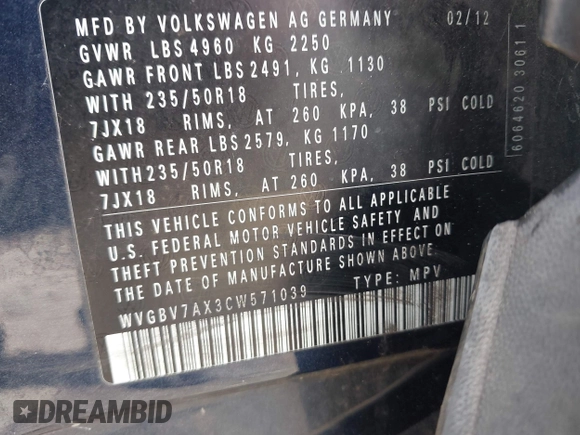 MFD BY VOLKSWAGEN AG GERMANY 02/12
GVWR LBS 4960 KG 2250
GAWR FRONT LBS 2491, KG 1130
WITH 235/50R18 TIRES,
7JX18 RIMS, AT 260 KPA, 38 PSI COLD
GAWR REAR LBS 2579, KG 1170
WITH 235/50R18 TIRES,
7JX18 RIMS, AT 260 KPA, 38 PSI COLD
THIS VEHICLE CONFORMS TO ALL APPLICABLE
U.S. FEDERAL MOTOR VEHICLE SAFETY AND
THEFT PREVENTION STANDARDS IN EFFECT ON
THE DATE OF MANUFACTURE SHOWN ABOVE.
WVGBV7AX3CW571039 TYPE: MPV
6064620 30611
DREAMBID